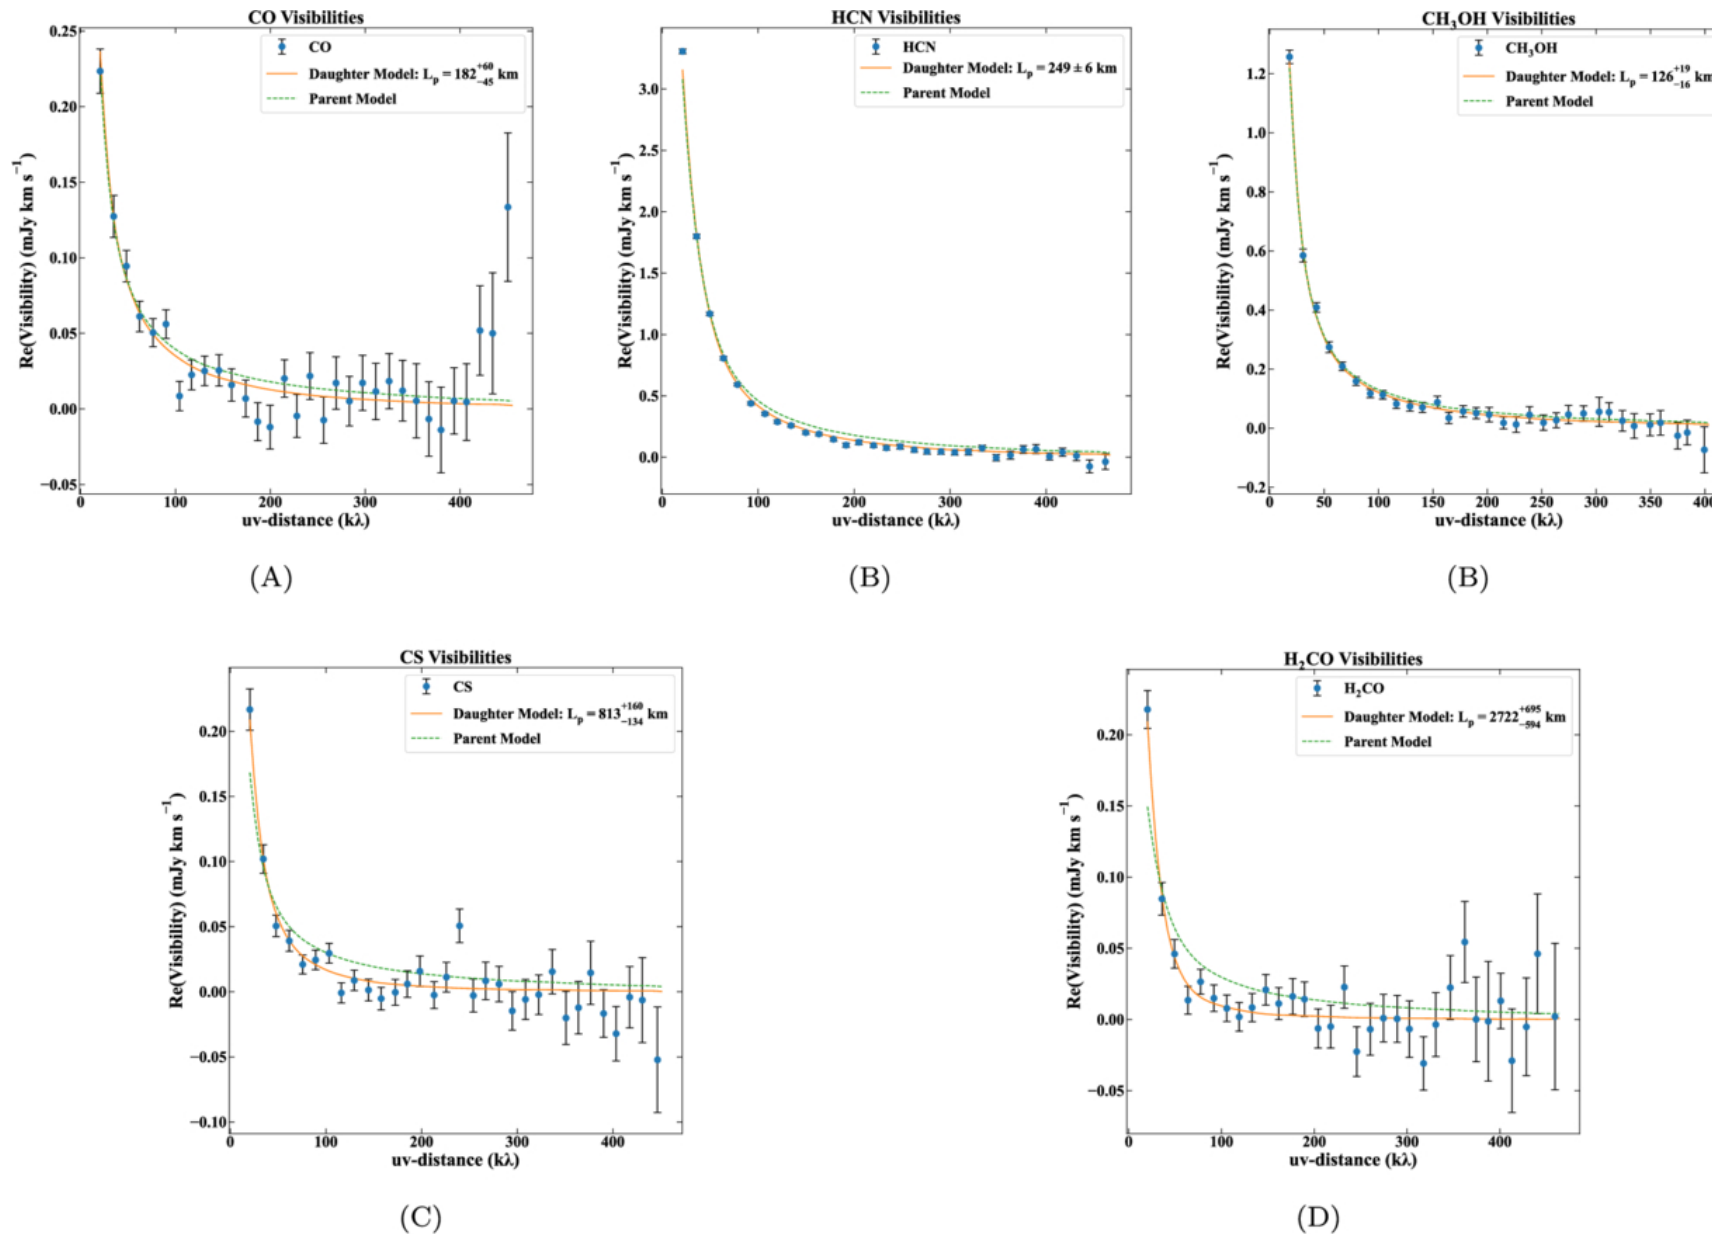 CO Visibilities
CO
Daughter Model: Lp = 182 +60 −45 km
Parent Model
0.25
0.20
0.15
0.10
0.05
0.00
−0.05
Re(Visibility) (mJy km s−1)
0 100 200 300 400
uv-distance (kλ)
(A)
HCN Visibilities
HCN
Daughter Model: Lp = 249 ± 6 km
Parent Model
3.0
2.5
2.0
1.5
1.0
0.5
0.0
Re(Visibility) (mJy km s−1)
0 100 200 300 400
uv-distance (kλ)
(B)
CH3OH Visibilities
CH3OH
Daughter Model: Lp = 126 +19 −16 km
Parent Model
1.2
1.0
0.8
0.6
0.4
0.2
0.0
−0.2
Re(Visibility) (mJy km s−1)
0 50 100 150 200 250 300 350 400
uv-distance (kλ)
(B)
CS Visibilities
CS
Daughter Model: Lp = 813 +160 −134 km
Parent Model
0.20
0.15
0.10
0.05
0.00
−0.05
−0.10
Re(Visibility) (mJy km s−1)
0 100 200 300 400
uv-distance (kλ)
(C)
H2CO Visibilities
H2CO
Daughter Model: Lp = 2722 +695 −594 km
Parent Model
0.20
0.15
0.10
0.05
0.00
−0.05
Re(Visibility) (mJy km s−1)
0 100 200 300 400
uv-distance (kλ)
(D)